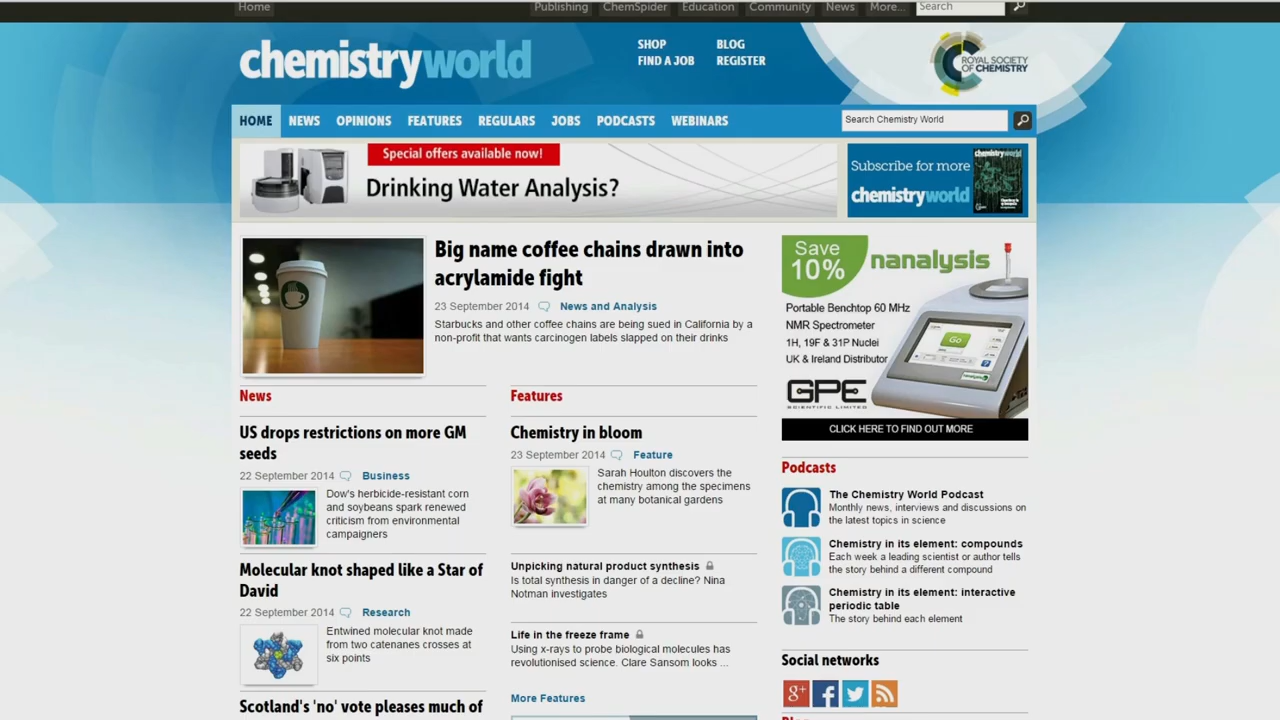 Home
Publishing
ChemSpider
Education
Community
News
More...
Search
chemistryworld
SHOP
BLOG
FIND A JOB
REGISTER
ROYAL SOCIETY
OF CHEMISTRY
HOME
NEWS
OPINIONS
FEATURES
REGULARS
JOBS
PODCASTS
WEBINARS
Search Chemistry World
Special offers available now!
Drinking Water Analysis?
Subscribe for more
chemistryworld
chemistryworld
Big name coffee chains drawn into
acrylamide fight
23 September 2014
News and Analysis
Starbucks and other coffee chains are being sued in California by a
non-profit that wants carcinogen labels slapped on their drinks
Save
10%
nanalysis
Portable Benchtop 60 MHz
NMR Spectrometer
1H, 19F & 31P Nuclei
UK & Ireland Distributor
Go
GPE
SCIENTIFIC LIMITED
CLICK HERE TO FIND OUT MORE
News
US drops restrictions on more GM
seeds
22 September 2014
Business
Dow's herbicide-resistant corn
and soybeans spark renewed
criticism from environmental
campaigners
Molecular knot shaped like a Star of
David
22 September 2014
Research
Entwined molecular knot made
from two catenanes crosses at
six points
Scotland's 'no' vote pleases much of
Features
Chemistry in bloom
23 September 2014
Feature
Sarah Houlton discovers the
chemistry among the specimens
at many botanical gardens
Unpicking natural product synthesis
Is total synthesis in danger of a decline? Nina
Notman investigates
Life in the freeze frame
Using x-rays to probe biological molecules has
revolutionised science. Clare Sansom looks ...
More Features
Podcasts
The Chemistry World Podcast
Monthly news, interviews and discussions on
the latest topics in science
Chemistry in its element: compounds
Each week a leading scientist or author tells
the story behind a different compound
Chemistry in its element: interactive
periodic table
The story behind each element
Social networks